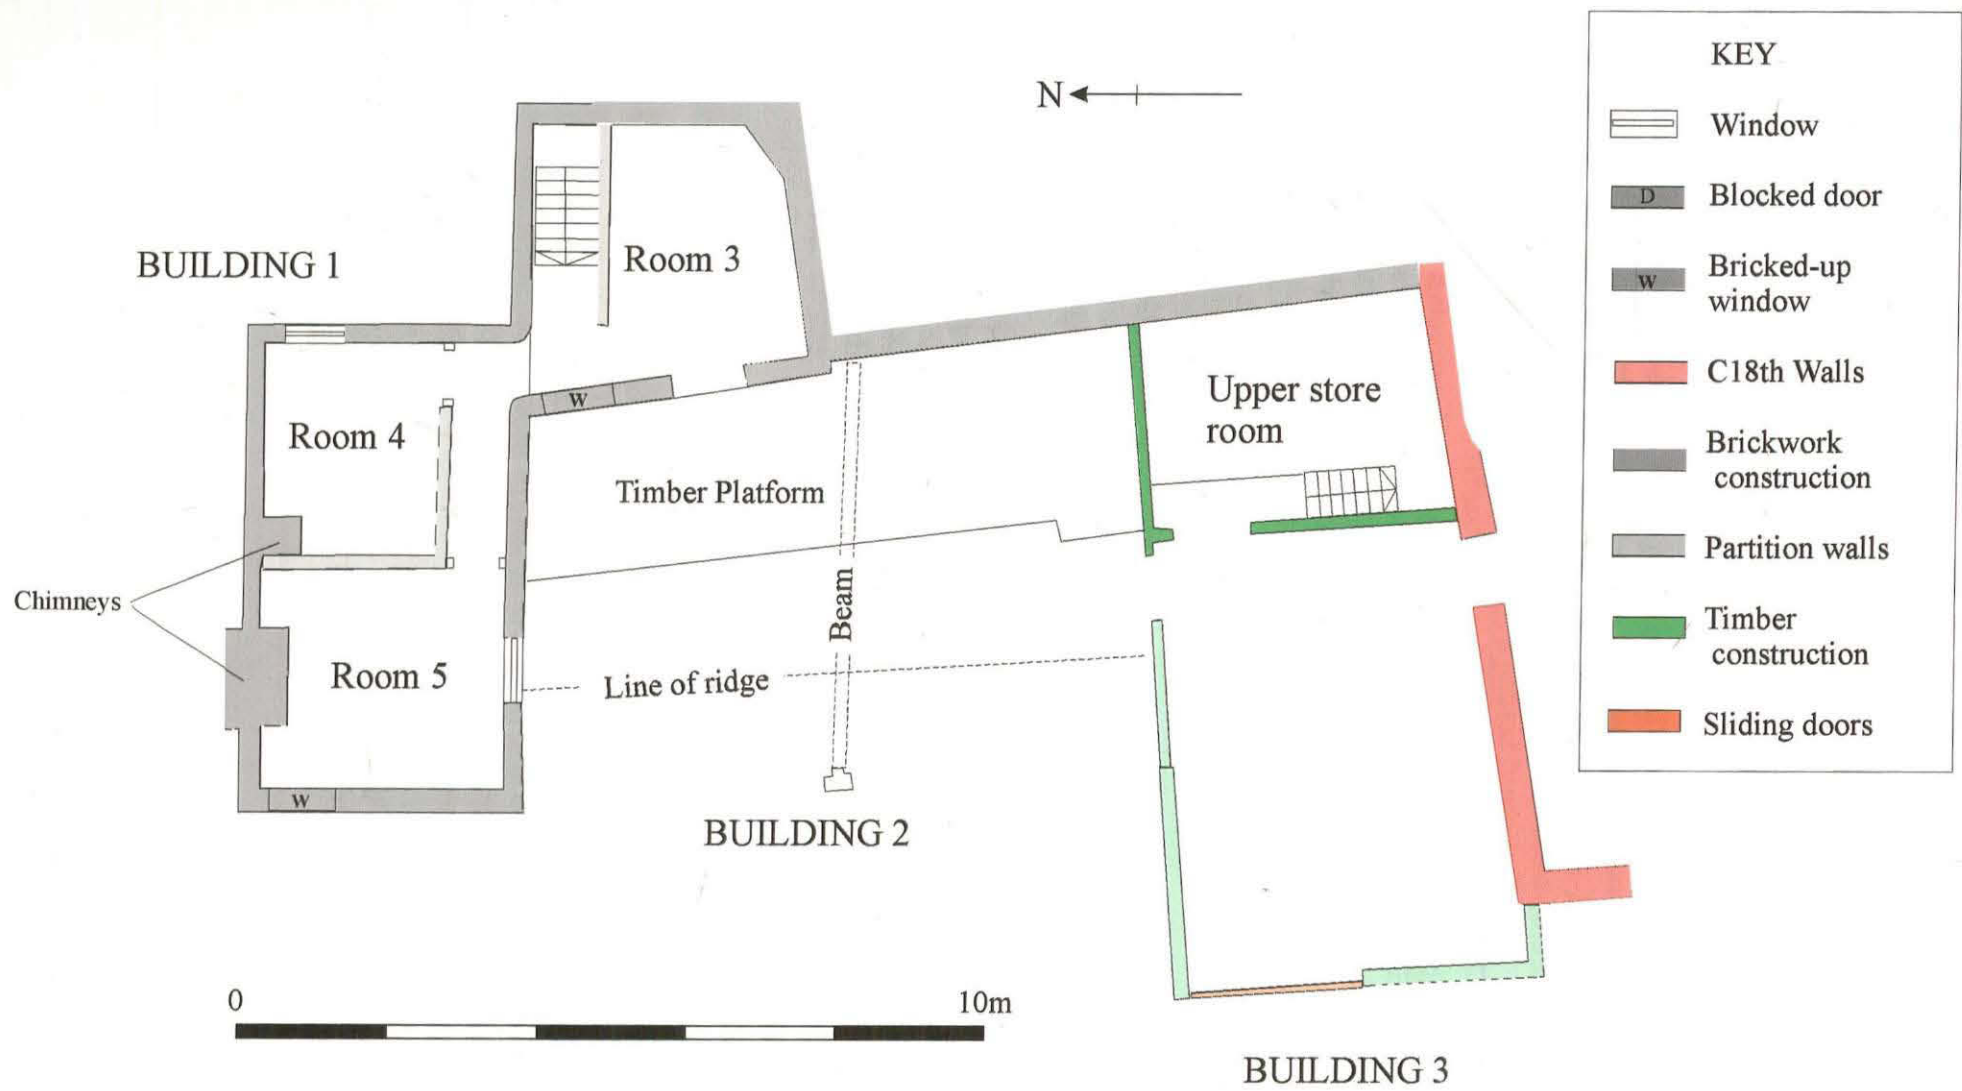 KEY
Window
D
Blocked door
W
Bricked-up
window
C18th Walls
Brickwork
construction
Partition walls
Timber
construction
Sliding doors
N
BUILDING 1
Room 3
W
Room 4
Upper store
room
Timber Platform
Chimneys
Beam
Room 5
Line of ridge
W
BUILDING 2
0
10m
BUILDING 3